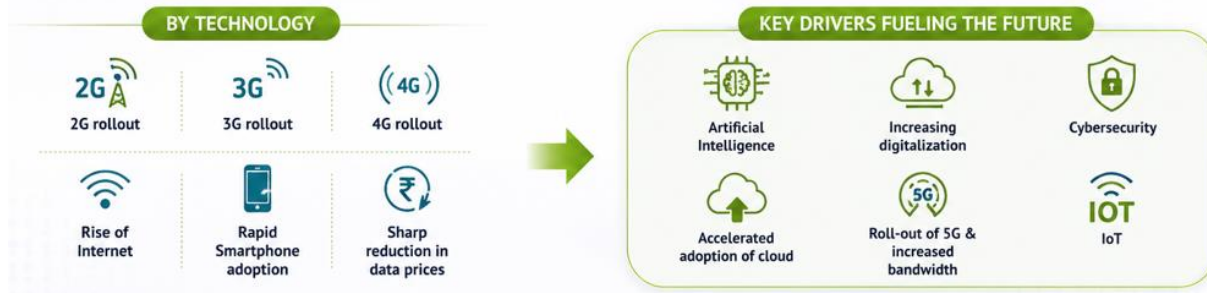 BY TECHNOLOGY
2G
2G rollout
3G
3G rollout
4G
4G rollout
Rise of
Internet
Rapid
Smartphone
adoption
₹
Sharp
reduction in
data prices
KEY DRIVERS FUELING THE FUTURE
Artificial
Intelligence
Increasing
digitalization
Cybersecurity
Accelerated
adoption of cloud
5G
Roll-out of 5G &
increased
bandwidth
IOT
IoT